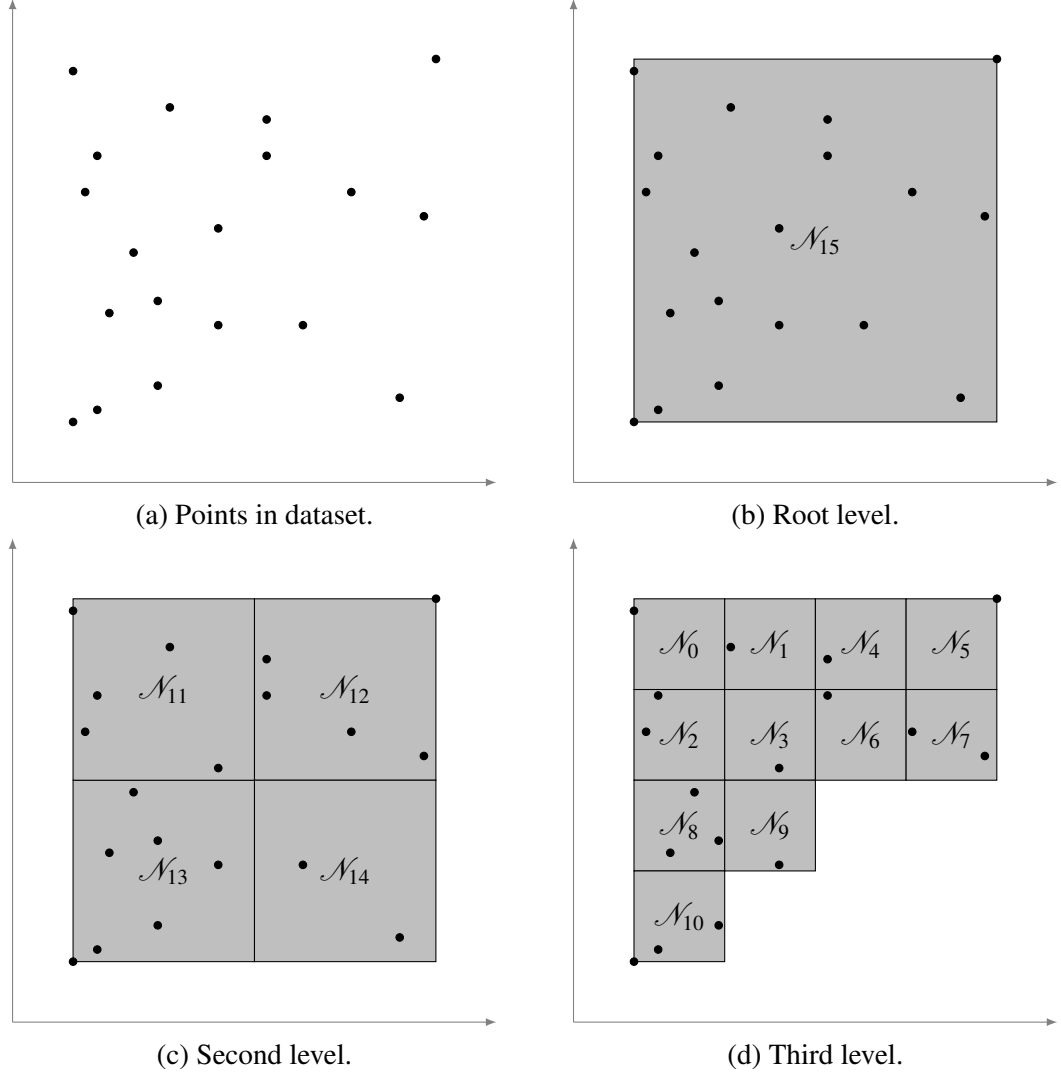 𝒩15
(a) Points in dataset.
(b) Root level.
𝒩11
𝒩12
𝒩13
𝒩14
(c) Second level.
𝒩0
𝒩1
𝒩4
𝒩5
𝒩2
𝒩3
𝒩6
𝒩7
𝒩8
𝒩9
𝒩10
(d) Third level.